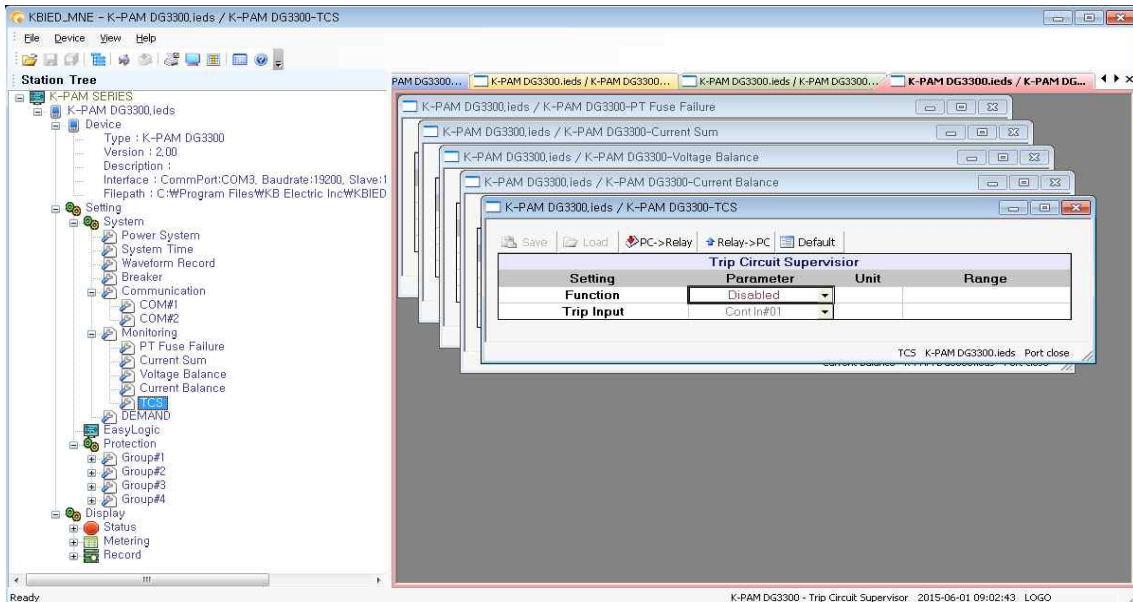 KBIED_MNE - K-PAM DG3300.ieds / K-PAM DG3300-TCS
File Device View Help
Station Tree
K-PAM SERIES
K-PAM DG3300.ieds
Device
Type : K-PAM DG3300
Version : 2.00
Description :
Interface : CommPort:COM3, Baudrate:19200, Slave:1
Filepath : C:₩Program Files₩KB Electric Inc₩KBIED
Setting
System
Power System
System Time
Waveform Record
Breaker
Communication
COM#1
COM#2
Monitoring
PT Fuse Failure
Current Sum
Voltage Balance
Current Balance
TCS
DEMAND
EasyLogic
Protection
Group#1
Group#2
Group#3
Group#4
Display
Status
Metering
Record
PAM DG3300... K-PAM DG3300.ieds / K-PAM DG3300... K-PAM DG3300.ieds / K-PAM DG3300... K-PAM DG3300.ieds / K-PAM DG...
K-PAM DG3300.ieds / K-PAM DG3300-PT Fuse Failure
K-PAM DG3300.ieds / K-PAM DG3300-Current Sum
K-PAM DG3300.ieds / K-PAM DG3300-Voltage Balance
K-PAM DG3300.ieds / K-PAM DG3300-Current Balance
K-PAM DG3300.ieds / K-PAM DG3300-TCS
Save Load PC->Relay Relay->PC Default
Trip Circuit Supervisior
Setting Parameter Unit Range
Function Disabled
Trip Input Cont In#01
TCS K-PAM DG3300.ieds Port close
Ready
K-PAM DG3300 - Trip Circuit Supervisor 2015-06-01 09:02:43 LOGO